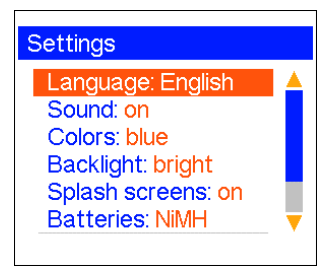 Settings
Language: English
Sound: on
Colors: blue
Backlight: bright
Splash screens: on
Batteries: NiMH